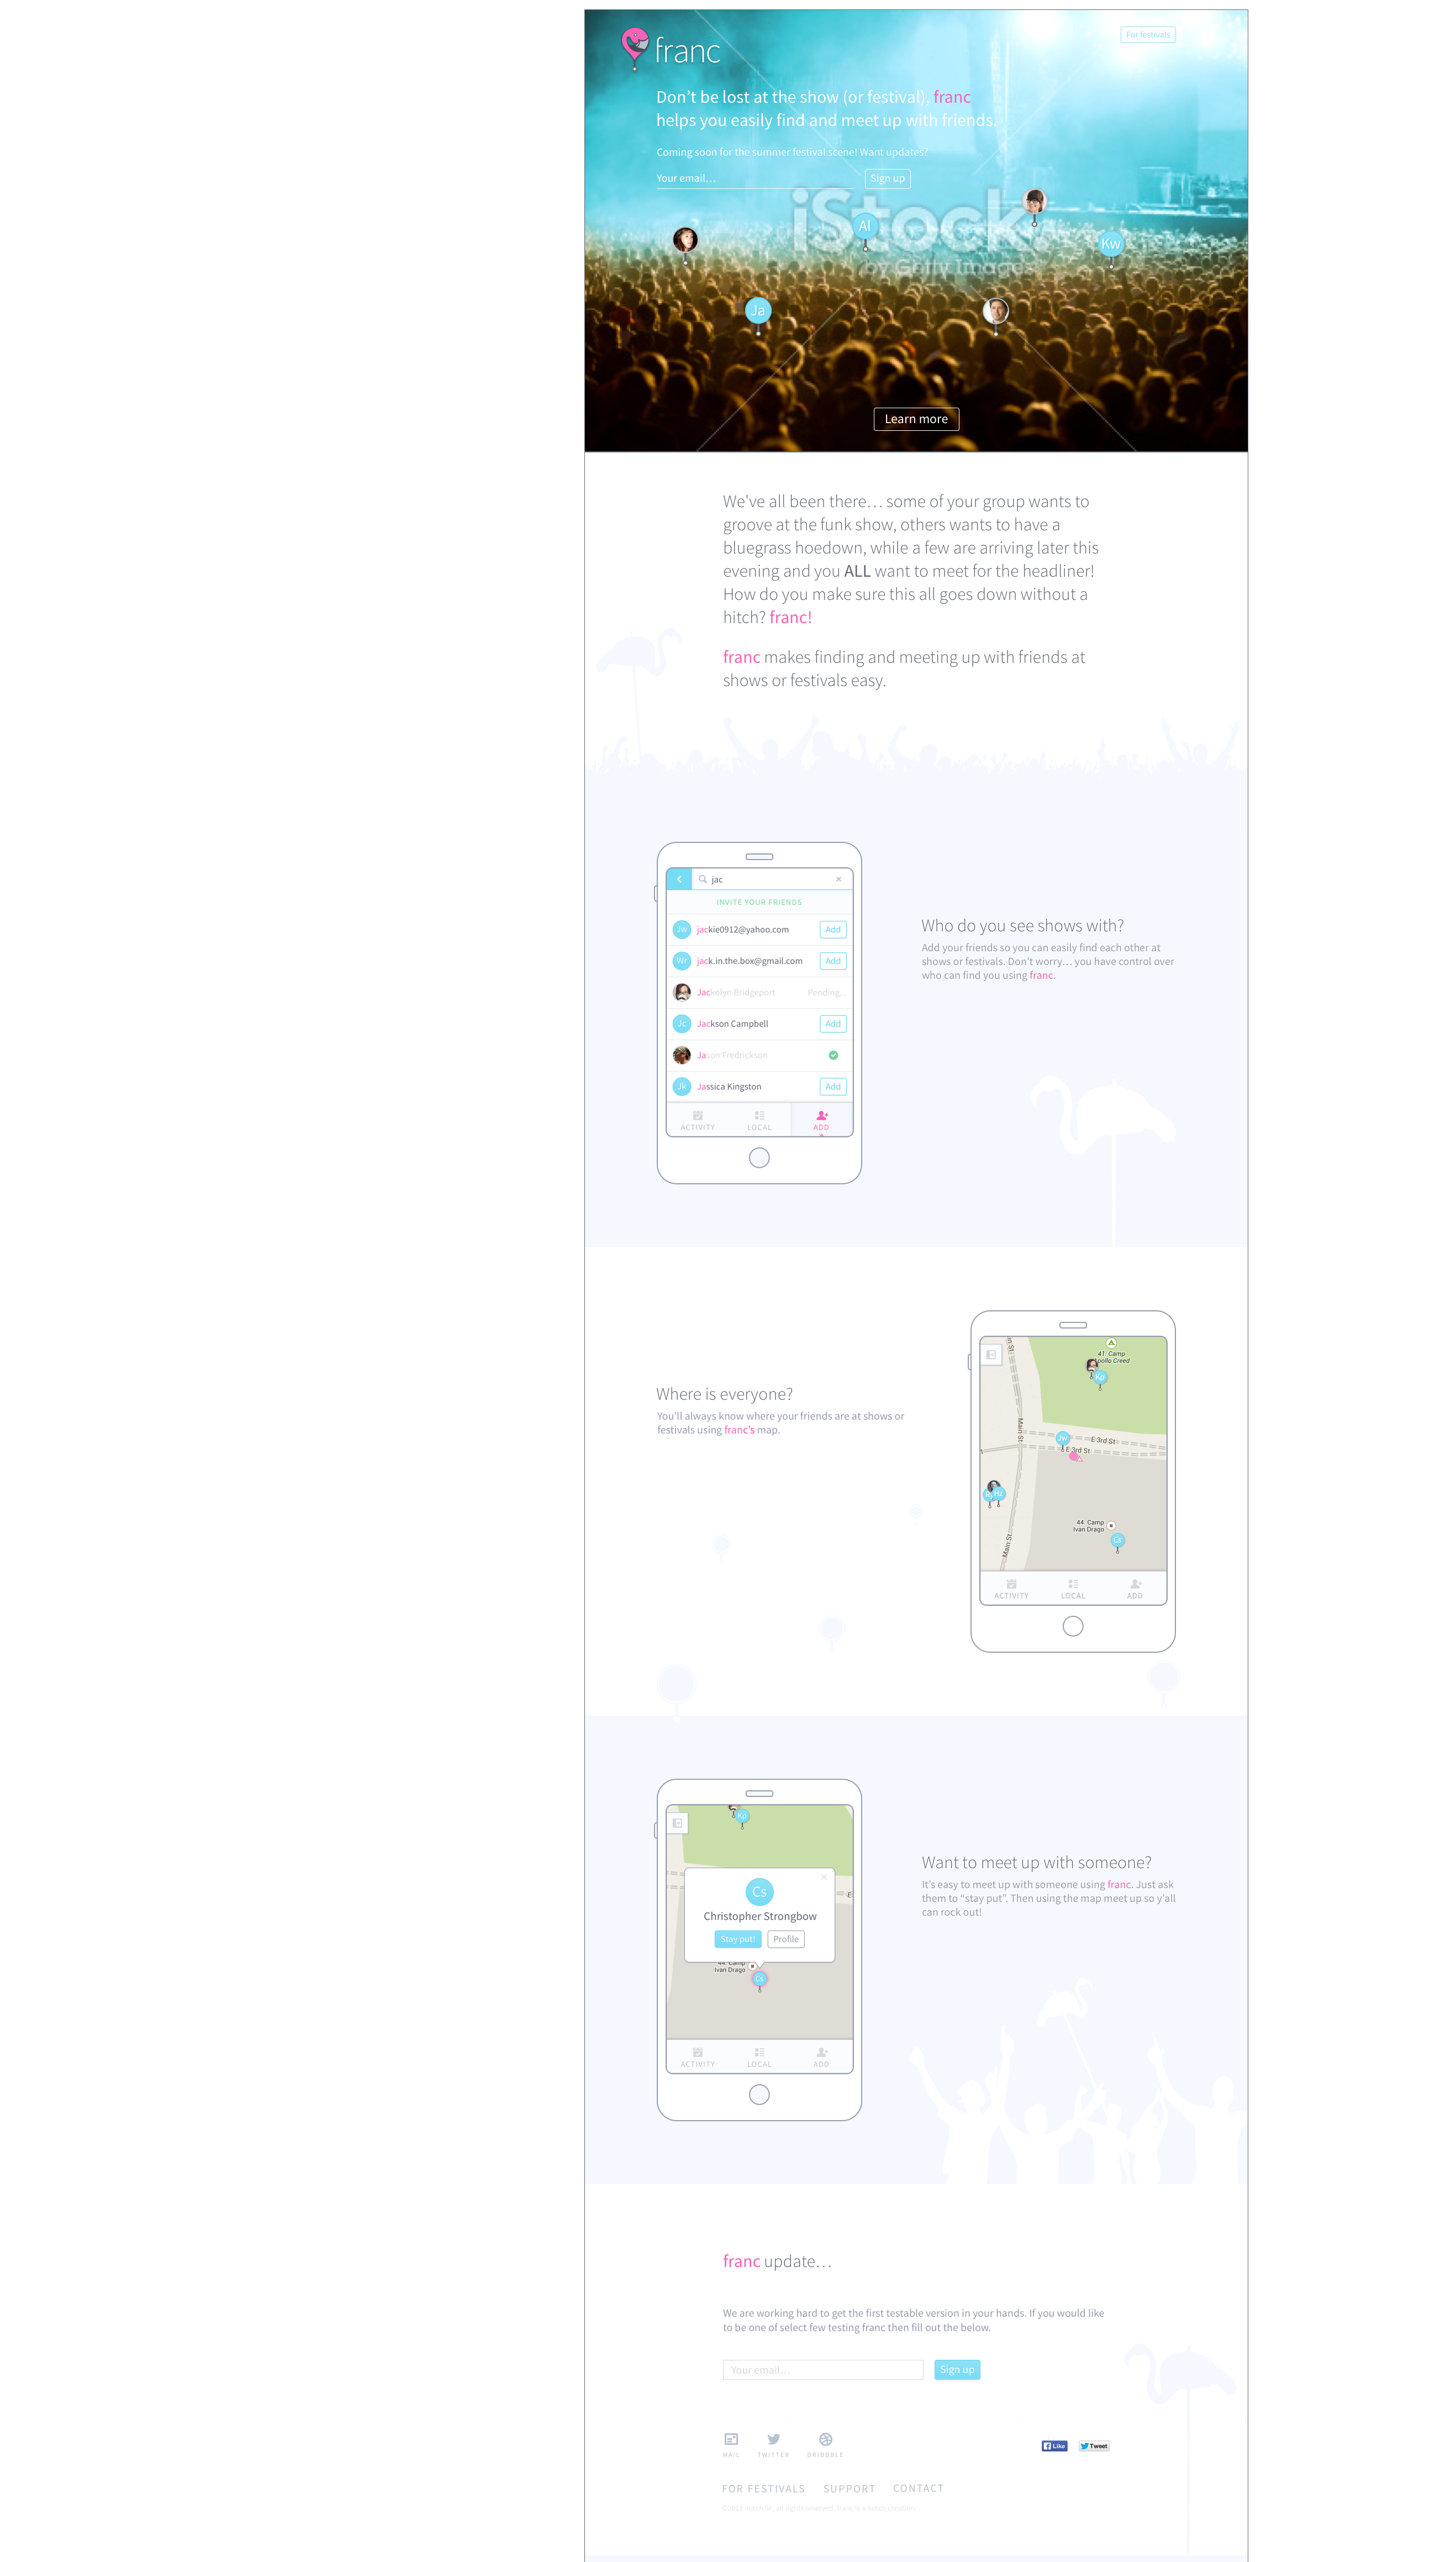 franc
For festivals
Don’t be lost at the show (or festival), franc
helps you easily find and meet up with friends.
Coming soon for the summer festival scene! Want updates?
Your email…
Sign up
iStock
by Getty Images
Al
Kw
Ja
Learn more
We've all been there… some of your group wants to
groove at the funk show, others wants to have a
bluegrass hoedown, while a few are arriving later this
evening and you ALL want to meet for the headliner!
How do you make sure this all goes down without a
hitch? franc!
franc makes finding and meeting up with friends at
shows or festivals easy.
jac
INVITE YOUR FRIENDS
Jw jackie0912@yahoo.com Add
jack.in.the.box@gmail.com Add
Jackolyn Bridgeport Pending...
Jc Jackson Campbell Add
Jason Fredrickson
Jk Jassica Kingston Add
ACTIVITY LOCAL ADD
Who do you see shows with?
Add your friends so you can easily find each other at
shows or festivals. Don’t worry… you have control over
who can find you using franc.
Where is everyone?
You’ll always know where your friends are at shows or
festivals using franc’s map.
41. Camp
Kp
Main St
Jw
E 3rd St
E 3rd St
Hz
44. Camp
Ivan Drago
Cs
Main St
ACTIVITY LOCAL ADD
Kp
Cs
Christopher Strongbow
Stay put! Profile
44. Camp
Ivan Drago
Cs
ACTIVITY LOCAL ADD
Want to meet up with someone?
It’s easy to meet up with someone using franc. Just ask
them to “stay put”. Then using the map meet up so y’all
can rock out!
franc update…
We are working hard to get the first testable version in your hands. If you would like
to be one of select few testing franc then fill out the below.
Your email…
Sign up
MAIL TWITTER DRIBBBLE
Like Tweet
FOR FESTIVALS SUPPORT CONTACT
all rights reserved. franc is a